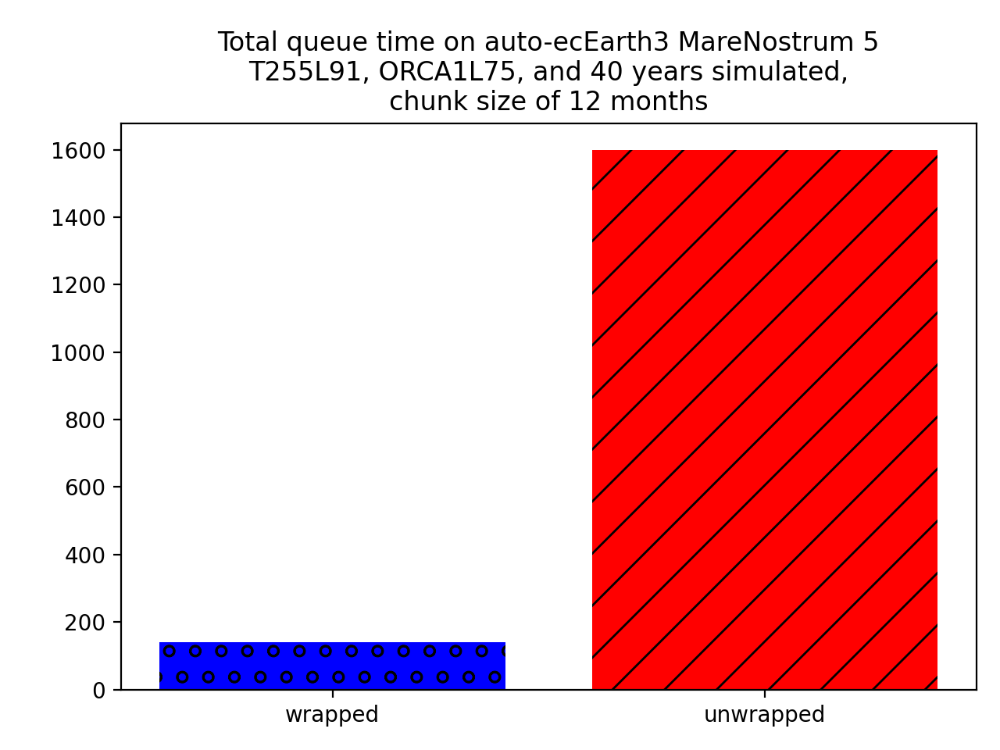 Total queue time on auto-ecEarth3 MareNostrum 5
T255L91, ORCA1L75, and 40 years simulated,
chunk size of 12 months
1600
1400
1200
1000
800
600
400
200
0
wrapped
unwrapped